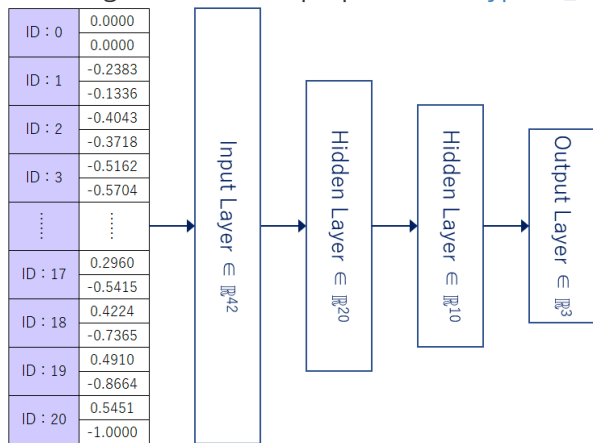 ID：0
0.0000
0.0000
ID：1
-0.2383
-0.1336
ID：2
-0.4043
-0.3718
ID：3
-0.5162
-0.5704
……
……
ID：17
0.2960
-0.5415
ID：18
0.4224
-0.7365
ID：19
0.4910
-0.8664
ID：20
0.5451
-1.0000
Input Layer ∈ ℝ⁴²
Hidden Layer ∈ ℝ²⁰
Hidden Layer ∈ ℝ¹⁰
Output Layer ∈ ℝ³